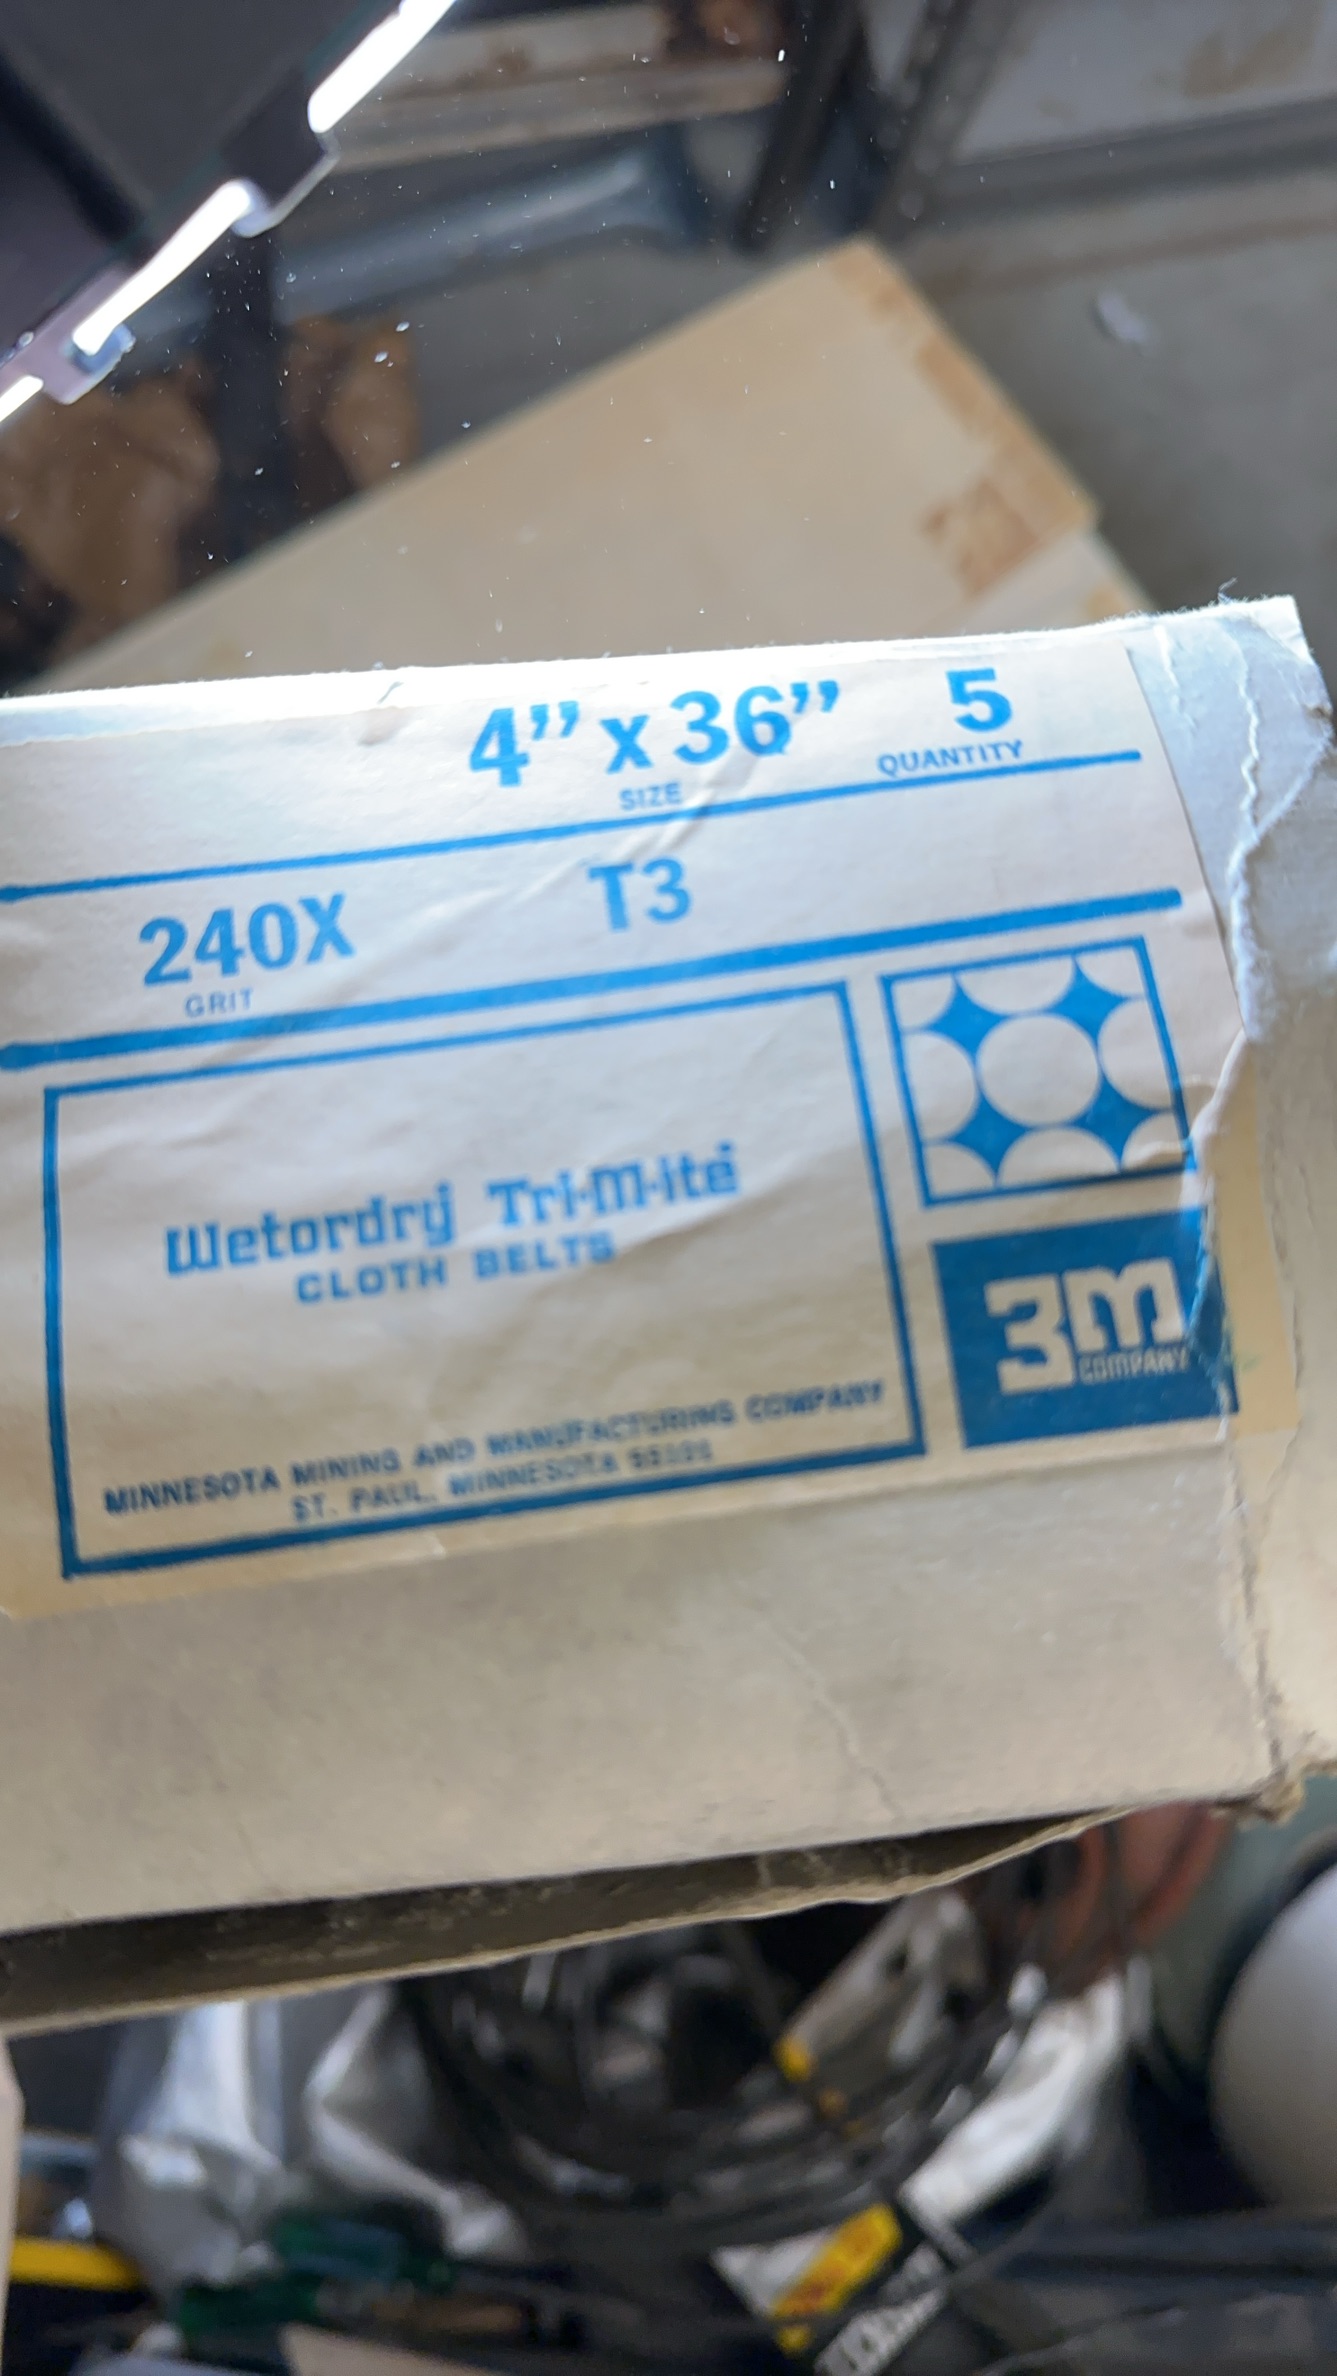 4” x 36” 5
SIZE QUANTITY
240X T3
GRIT
Wetordry Tri-M-ite
CLOTH BELTS
3M
COMPANY
MINNESOTA MINING AND MANUFACTURING COMPANY
ST. PAUL, MINNESOTA 55101